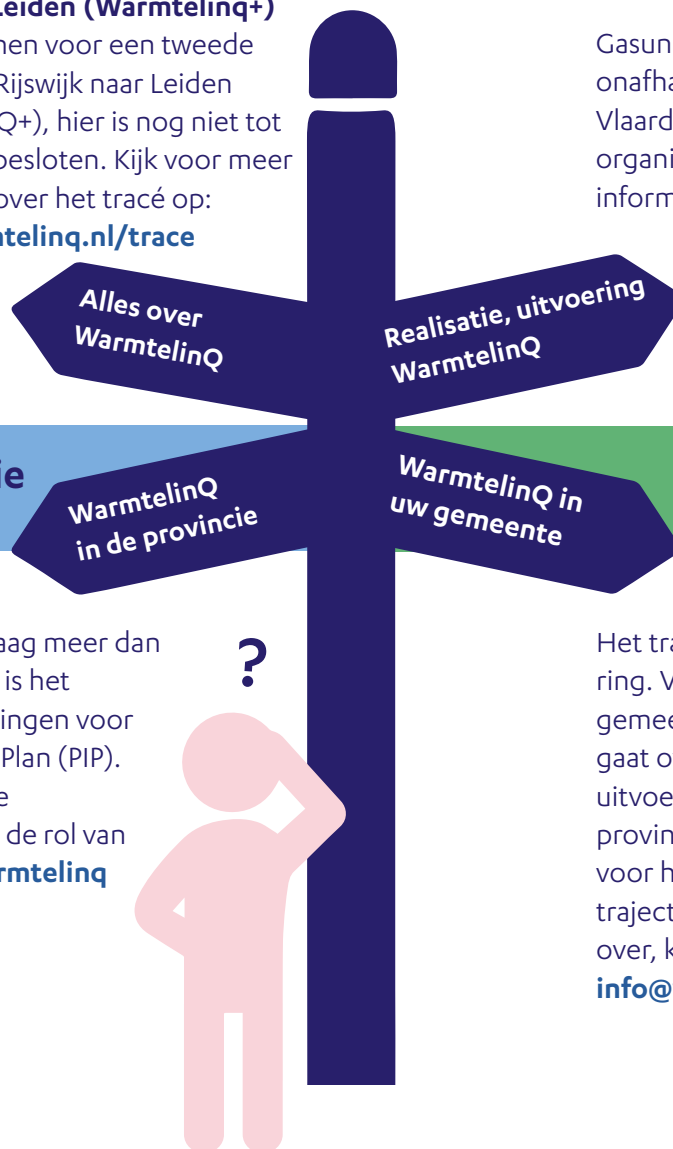 Leiden (Warmtelinq+)
nen voor een tweede
Rijswijk naar Leiden
Q+), hier is nog niet tot
besloten. Kijk voor meer
over het tracé op:
ntelinq.nl/trace
Gasun
onafha
Vlaard
organi
inform
Alles over
WarmtelinQ
Realisatie, uitvoering
WarmtelinQ
ie
WarmtelinQ
in de provincie
WarmtelinQ in
uw gemeente
aag meer dan
is het
ingen voor
Plan (PIP).
e
de rol van
rmtelinq
?
Het tra
ring. V
gemee
gaat o
uitvoe
provin
voor h
traject
over, k
info@